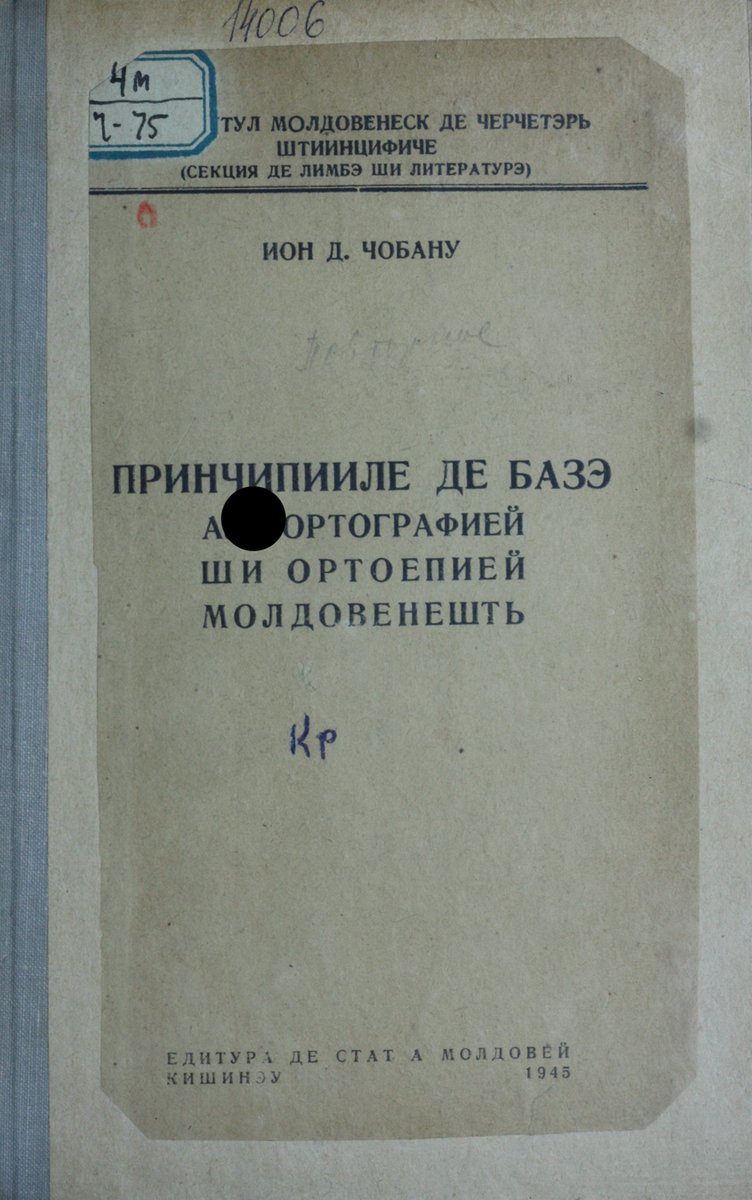 14006
4м
Ч-75
ТУЛ МОЛДОВЕНЕСК ДЕ ЧЕРЧЕТЭРЬ
ШТИИНЦИФИЧЕ
(СЕКЦИЯ ДЕ ЛИМБЭ ШИ ЛИТЕРАТУРЭ)
ИОН Д. ЧОБАНУ
Повторные
ПРИНЧИПИИЛЕ ДЕ БАЗЭ
ОРТОГРАФИЕЙ
ШИ ОРТОЕПИЕЙ
МОЛДОВЕНЕШТЬ
Кр
ЕДИТУРА ДЕ СТАТ А МОЛДОВЕЙ
КИШИНЭУ 1945